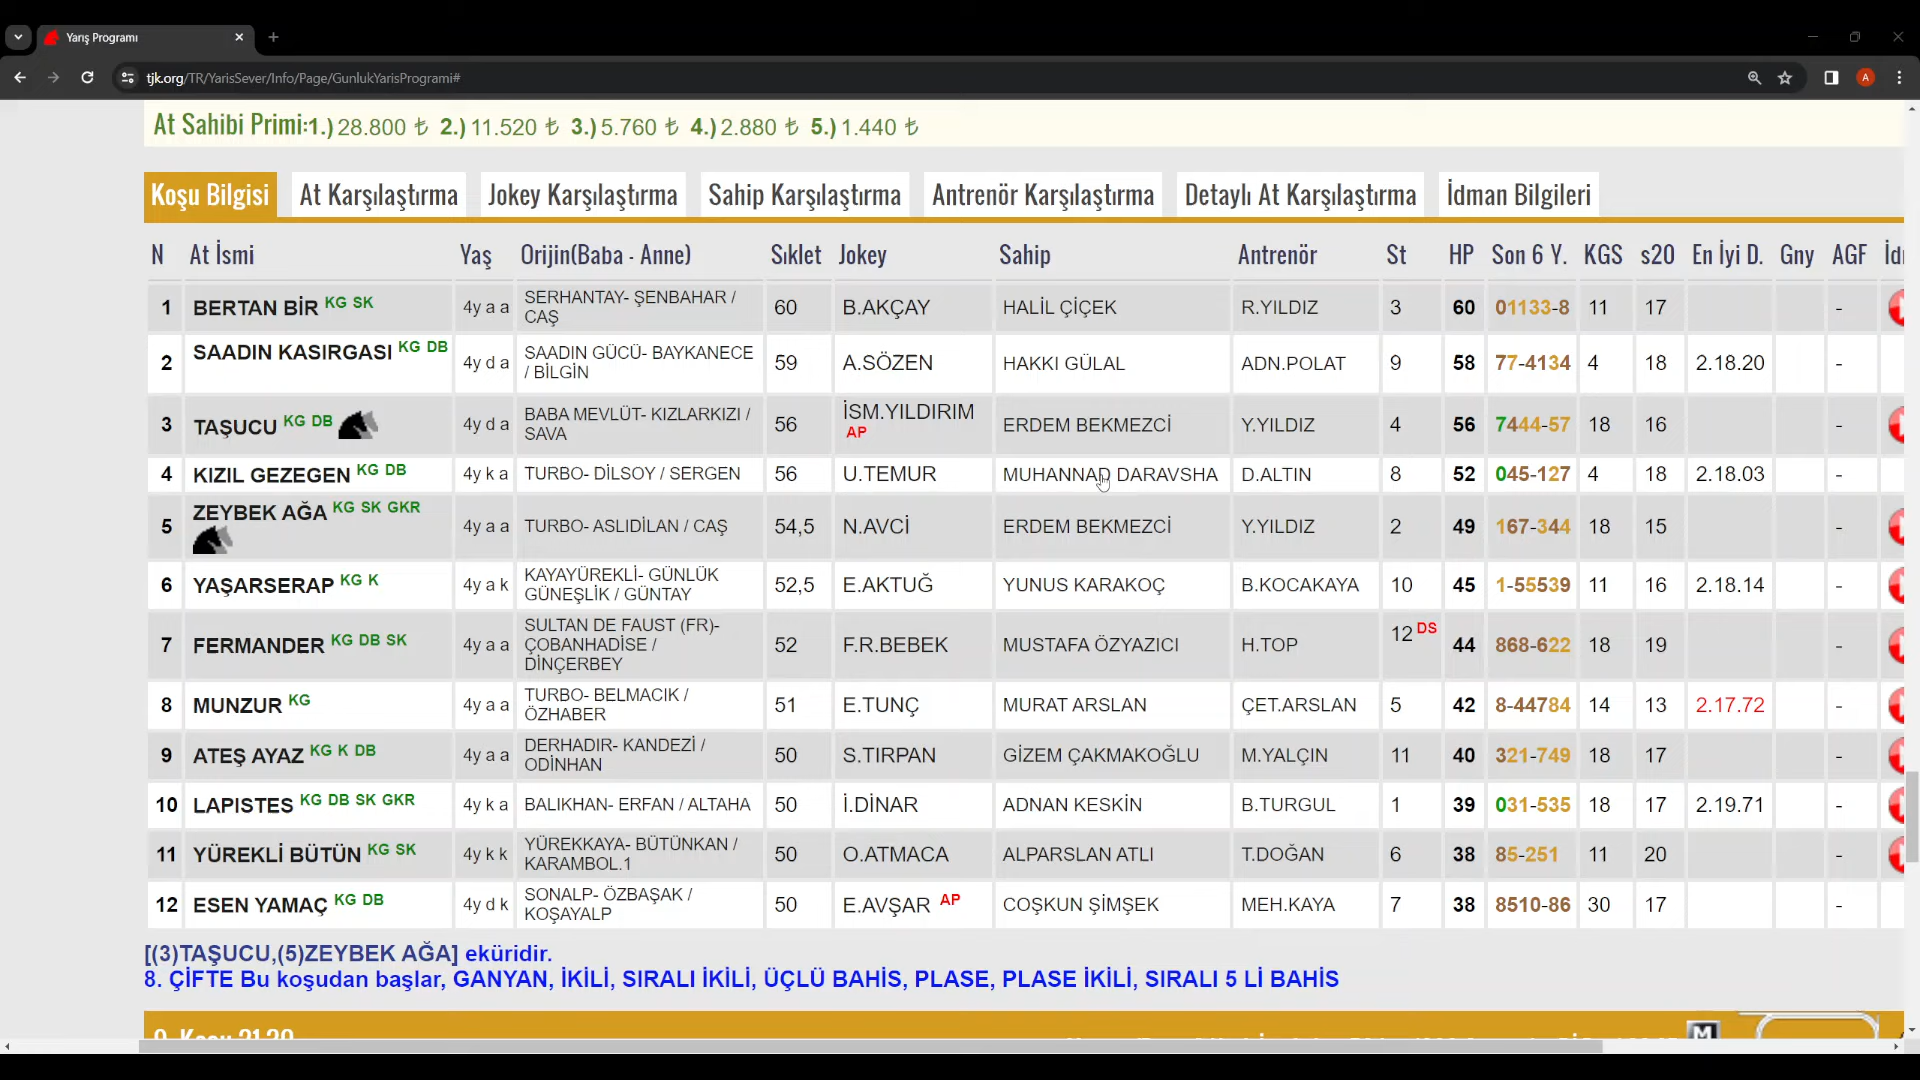 Yarış Programı
tjk.org/TR/YarisSever/Info/Page/GunlukYarisProgrami#
A
At Sahibi Primi:1.) 28.800 ₺ 2.) 11.520 ₺ 3.) 5.760 ₺ 4.) 2.880 ₺ 5.) 1.440 ₺
Koşu Bilgisi At Karşılaştırma Jokey Karşılaştırma Sahip Karşılaştırma Antrenör Karşılaştırma Detaylı At Karşılaştırma İdman Bilgileri
N At İsmi Yaş Orijin(Baba - Anne) Sıklet Jokey Sahip Antrenör St HP Son 6 Y. KGS s20 En İyi D. Gny AGF
1 BERTAN BİR KG SK 4y a a SERHANTAY- ŞENBAHAR / CAŞ 60 B.AKÇAY HALİL ÇİÇEK R.YILDIZ 3 60 01133-8 11 17 -
2 SAADIN KASIRGASI KG DB 4y d a SAADIN GÜCÜ- BAYKANECE / BİLGİN 59 A.SÖZEN HAKKI GÜLAL ADN.POLAT 9 58 77-4134 4 18 2.18.20 -
3 TAŞUCU KG DB 4y d a BABA MEVLÜT- KIZLARKIZI / SAVA 56 İSM.YILDIRIM AP ERDEM BEKMEZCİ Y.YILDIZ 4 56 7444-57 18 16 -
4 KIZIL GEZEGEN KG DB 4y k a TURBO- DİLSOY / SERGEN 56 U.TEMUR MUHANNAD DARAVSHA D.ALTIN 8 52 045-127 4 18 2.18.03 -
5 ZEYBEK AĞA KG SK GKR 4y a a TURBO- ASLIDİLAN / CAŞ 54,5 N.AVCİ ERDEM BEKMEZCİ Y.YILDIZ 2 49 167-344 18 15 -
6 YAŞARSERAP KG K 4y a k KAYAYÜREKLİ- GÜNLÜK GÜNEŞLİK / GÜNTAY 52,5 E.AKTUĞ YUNUS KARAKOÇ B.KOCAKAYA 10 45 1-55539 11 16 2.18.14 -
7 FERMANDER KG DB SK 4y a a SULTAN DE FAUST (FR)- ÇOBANHADİSE / DİNÇERBEY 52 F.R.BEBEK MUSTAFA ÖZYAZICI H.TOP 12 DS 44 868-622 18 19 -
8 MUNZUR KG 4y a a TURBO- BELMACIK / ÖZHABER 51 E.TUNÇ MURAT ARSLAN ÇET.ARSLAN 5 42 8-44784 14 13 2.17.72 -
9 ATEŞ AYAZ KG K DB 4y a a DERHADIR- KANDEZİ / ODİNHAN 50 S.TIRPAN GİZEM ÇAKMAKOĞLU M.YALÇIN 11 40 321-749 18 17 -
10 LAPISTES KG DB SK GKR 4y k a BALIKHAN- ERFAN / ALTAHA 50 İ.DİNAR ADNAN KESKİN B.TURGUL 1 39 031-535 18 17 2.19.71 -
11 YÜREKLİ BÜTÜN KG SK 4y k k YÜREKKAYA- BÜTÜNKAN / KARAMBOL.1 50 O.ATMACA ALPARSLAN ATLI T.DOĞAN 6 38 85-251 11 20 -
12 ESEN YAMAÇ KG DB 4y d k SONALP- ÖZBAŞAK / KOŞAYALP 50 E.AVŞAR AP COŞKUN ŞİMŞEK MEH.KAYA 7 38 8510-86 30 17 -
[(3)TAŞUCU,(5)ZEYBEK AĞA] eküridir.
8. ÇİFTE Bu koşudan başlar, GANYAN, İKİLİ, SIRALI İKİLİ, ÜÇLÜ BAHİS, PLASE, PLASE İKİLİ, SIRALI 5 Lİ BAHİS
M